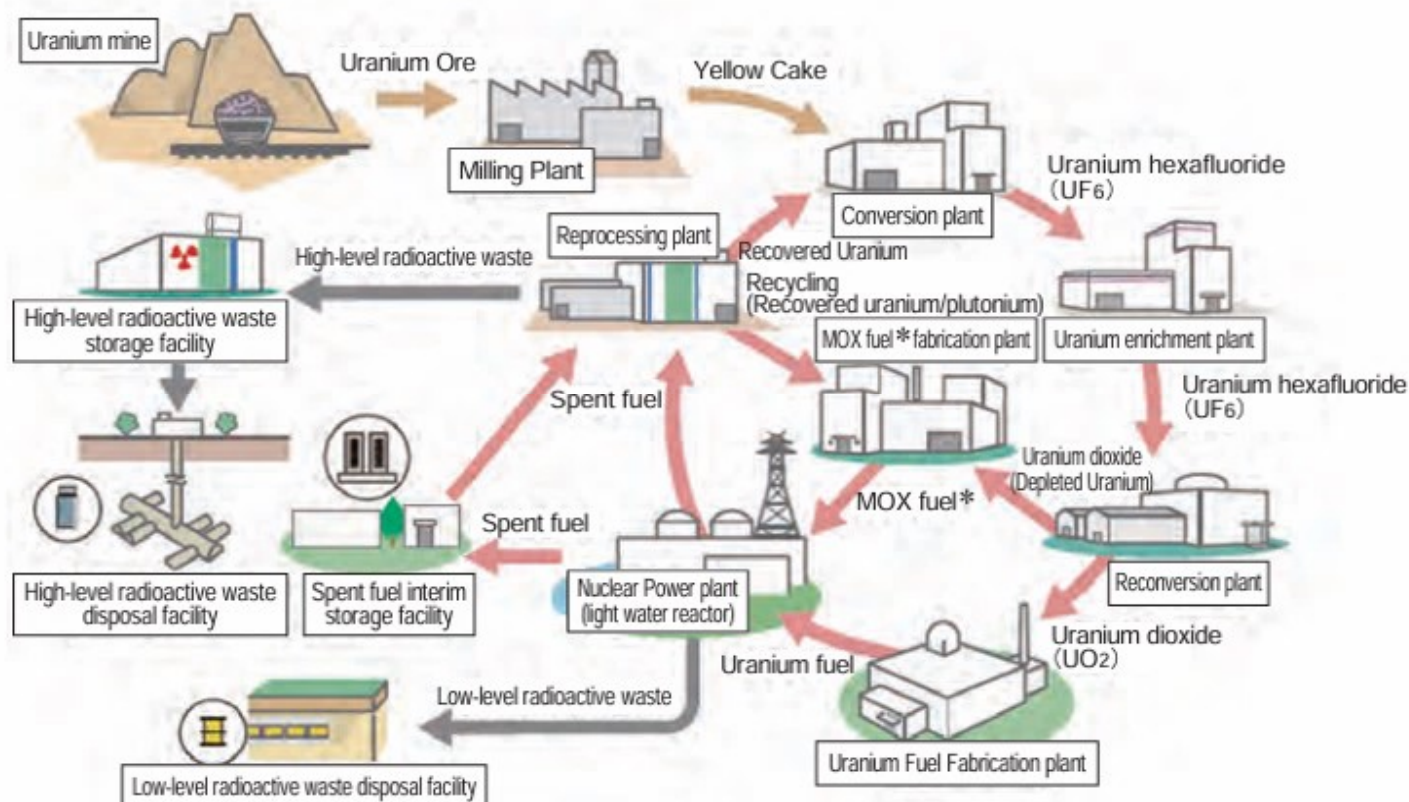 Uranium mine
Uranium Ore
Milling Plant
Yellow Cake
Conversion plant
Uranium hexafluoride
(UF6)
Reprocessing plant
Recovered Uranium
Recycling
(Recovered uranium/plutonium)
High-level radioactive waste
High-level radioactive waste
storage facility
MOX fuel*fabrication plant
Uranium enrichment plant
Uranium hexafluoride
(UF6)
Spent fuel
Uranium dioxide
(Depleted Uranium)
MOX fuel*
Spent fuel
High-level radioactive waste
disposal facility
Spent fuel interim
storage facility
Nuclear Power plant
(light water reactor)
Reconversion plant
Uranium dioxide
(UO2)
Uranium fuel
Low-level radioactive waste
Uranium Fuel Fabrication plant
Low-level radioactive waste disposal facility